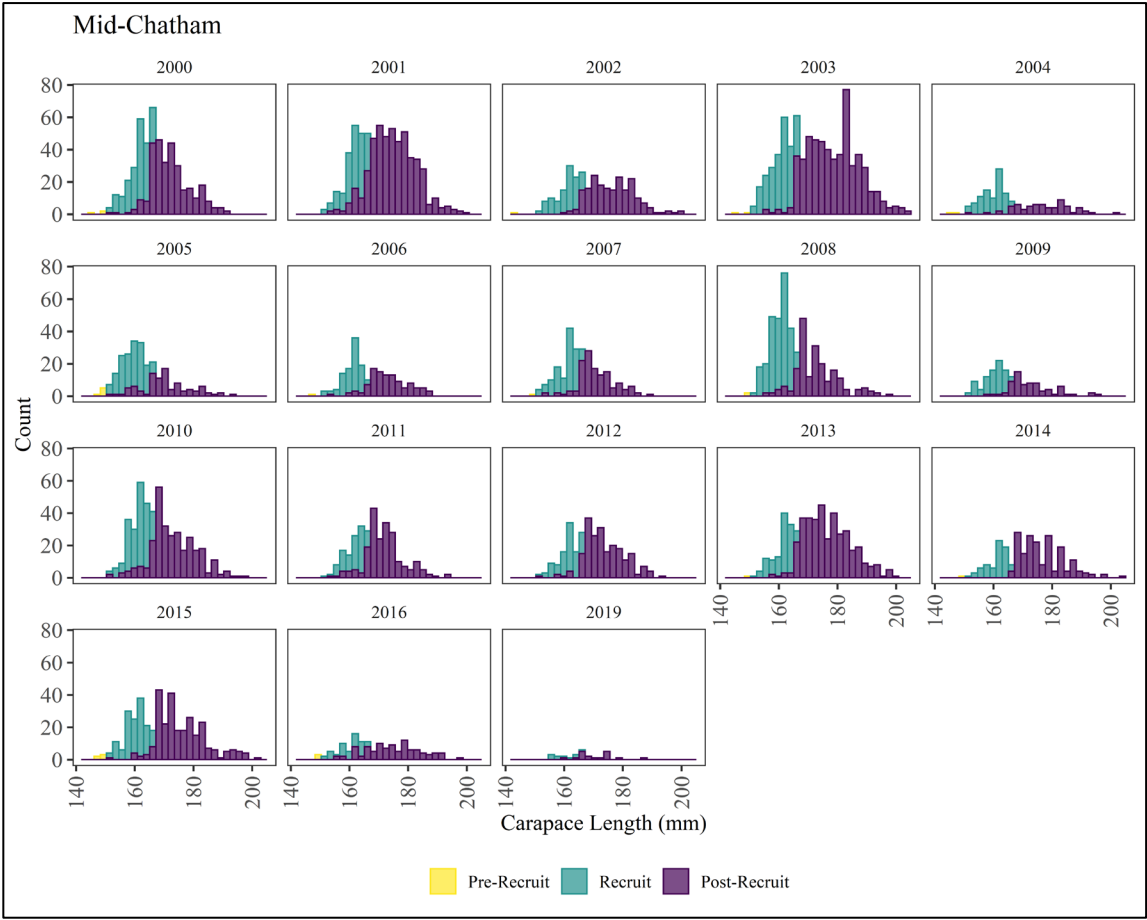 Mid-Chatham
2000 2001 2002 2003 2004
80
60
40
20
0
2005 2006 2007 2008 2009
80
60
40
20
0
2010 2011 2012 2013 2014
80
60
40
20
0
140 160 180 200 140 160 180 200
2015 2016 2019
80
60
40
20
0
140 160 180 200 140 160 180 200 140 160 180 200
Count
Carapace Length (mm)
Pre-Recruit Recruit Post-Recruit